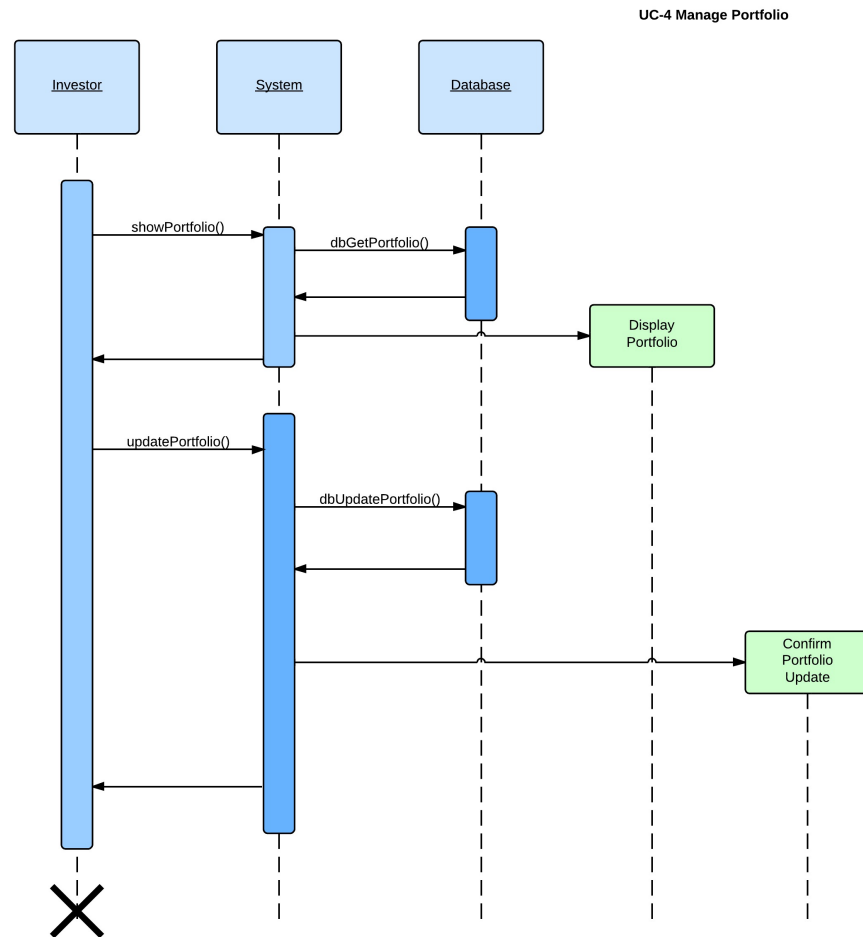 UC-4 Manage Portfolio
Investor
System
Database
showPortfolio()
dbGetPortfolio()
Display
Portfolio
updatePortfolio()
dbUpdatePortfolio()
Confirm
Portfolio
Update